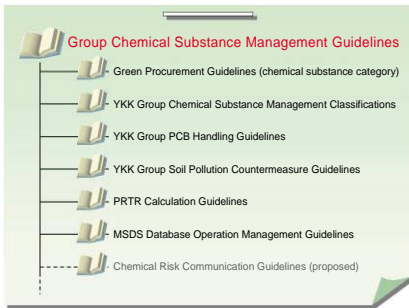 Group Chemical Substance Management Guidelines
Green Procurement Guidelines (chemical substance category)
YKK Group Chemical Substance Management Classifications
YKK Group PCB Handling Guidelines
YKK Group Soil Pollution Countermeasure Guidelines
PRTR Calculation Guidelines
MSDS Database Operation Management Guidelines
Chemical Risk Communication Guidelines (proposed)